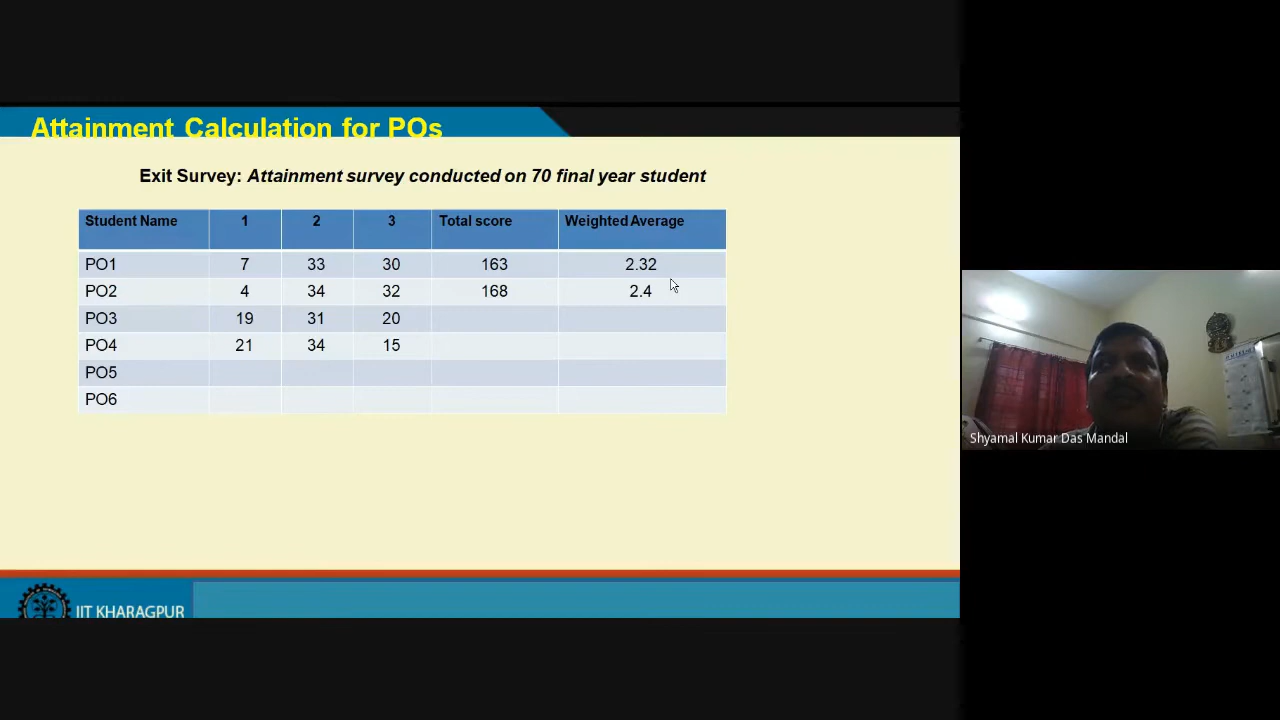 Attainment Calculation for POs
Exit Survey: Attainment survey conducted on 70 final year student
Student Name 1 2 3 Total score Weighted Average
PO1 7 33 30 163 2.32
PO2 4 34 32 168 2.4
PO3 19 31 20
PO4 21 34 15
PO5
PO6
Shyamal Kumar Das Mandal
IIT KHARAGPUR